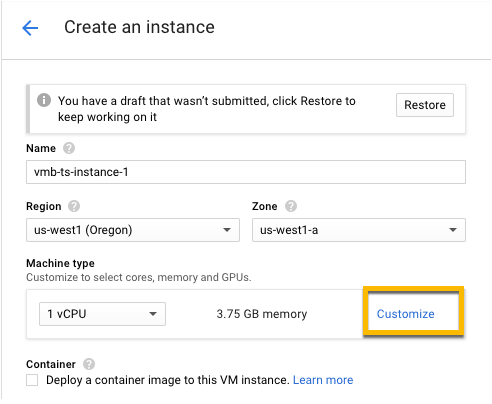 Create an instance
You have a draft that wasn't submitted, click Restore to
keep working on it
Restore
Name
vmb-ts-instance-1
Region
Zone
us-west1 (Oregon)
us-west1-a
Machine type
Customize to select cores, memory and GPUs.
1 vCPU
3.75 GB memory
Customize
Container
Deploy a container image to this VM instance. Learn more